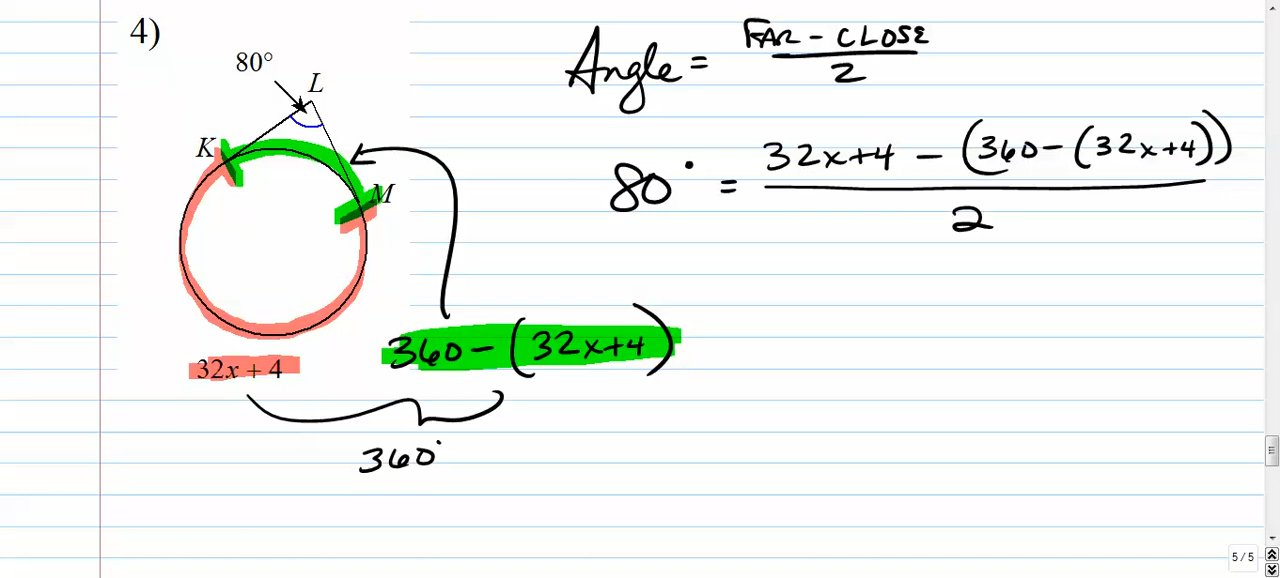 4)
80°
L
K
M
Angle = FAR - CLOSE / 2
80° = 32x+4 - (360-(32x+4)) / 2
360-(32x+4)
32x + 4
360°
5/5